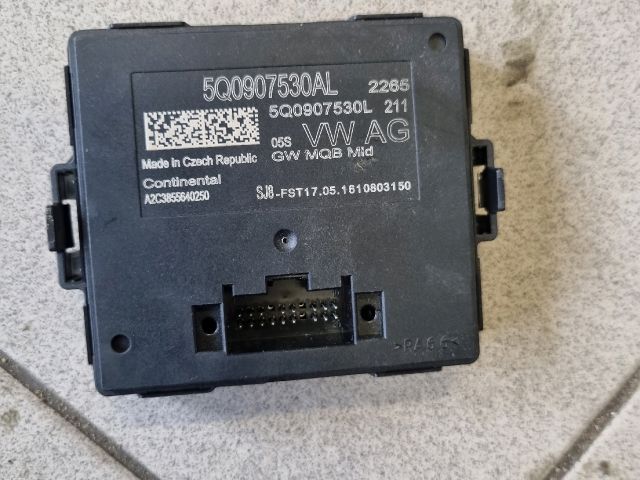 5Q0907530AL 2265
5Q0907530L 211
05S VW AG
GW MQB Mid
Made in Czech Republic
Continental
A2C3855640250
SJ8-FST17.05.1610803150
>PA66<